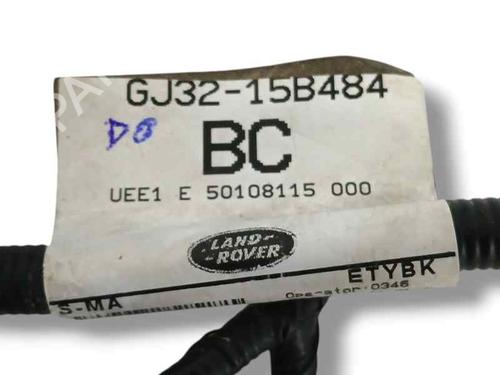 GJ32-15B484
D8
BC
UEE1 E 50108115 000
LAND-
-ROVER
ETYBK
S-MA
Operator:0346